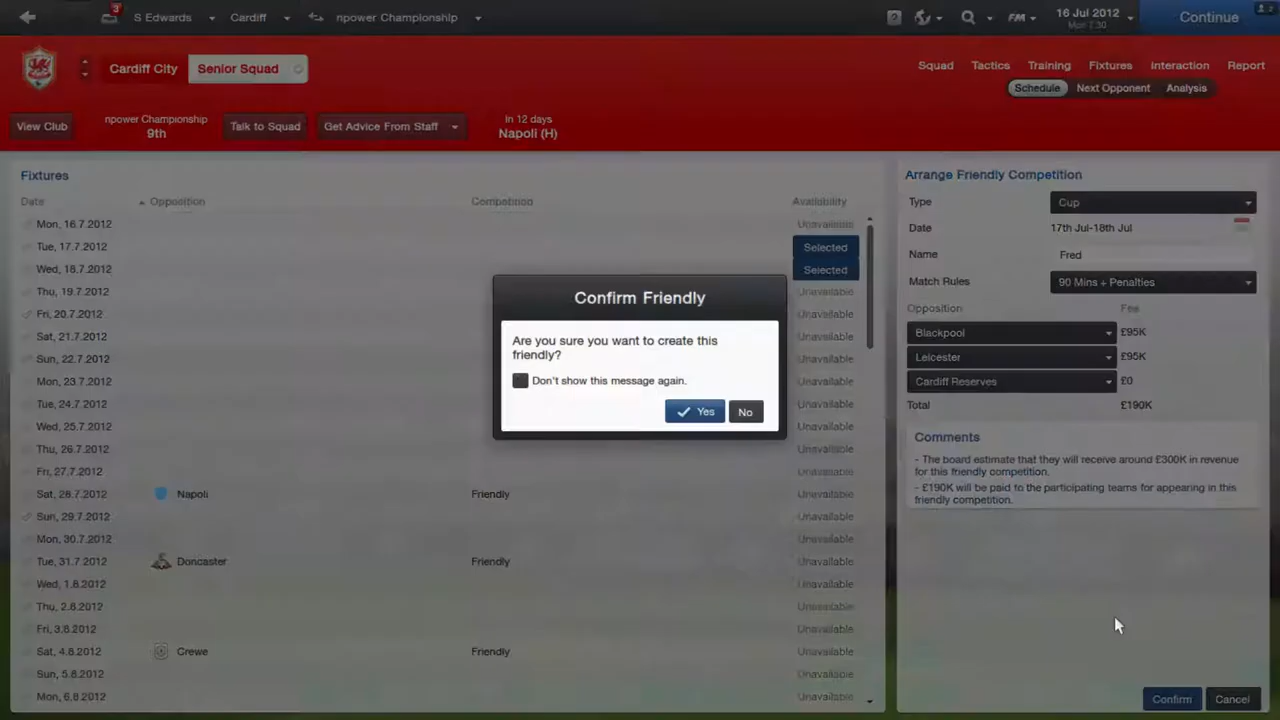 3 S Edwards Cardiff npower Championship FM 16 Jul 2012 Continue 2
Mon 7:30
Cardiff City Senior Squad Squad Tactics Training Fixtures Interaction Report
Schedule Next Opponent Analysis
View Club npower Championship Talk to Squad Get Advice From Staff In 12 days
9th Napoli (H)
Fixtures
Date Opposition Competition Availability
Mon, 16.7.2012 Unavailable
Tue, 17.7.2012 Selected
Wed, 18.7.2012 Selected
Thu, 19.7.2012 Unavailable
Fri, 20.7.2012 Unavailable
Sat, 21.7.2012 Unavailable
Sun, 22.7.2012 Unavailable
Mon, 23.7.2012 Unavailable
Tue, 24.7.2012 Unavailable
Wed, 25.7.2012 Unavailable
Thu, 26.7.2012 Unavailable
Fri, 27.7.2012 Unavailable
Sat, 28.7.2012 Napoli Friendly Unavailable
Sun, 29.7.2012 Unavailable
Mon, 30.7.2012 Unavailable
Tue, 31.7.2012 Doncaster Friendly Unavailable
Wed, 1.8.2012 Unavailable
Thu, 2.8.2012 Unavailable
Fri, 3.8.2012 Unavailable
Sat, 4.8.2012 Crewe Friendly Unavailable
Sun, 5.8.2012 Unavailable
Mon, 6.8.2012 Unavailable
Confirm Friendly
Are you sure you want to create this
friendly?
Don't show this message again.
Yes No
Arrange Friendly Competition
Type Cup
Date 17th Jul-18th Jul
Name Fred
Match Rules 90 Mins + Penalties
Opposition Fee
Blackpool £95K
Leicester £95K
Cardiff Reserves £0
Total £190K
Comments
- The board estimate that they will receive around £300K in revenue
for this friendly competition.
- £190K will be paid to the participating teams for appearing in this
friendly competition.
Confirm Cancel